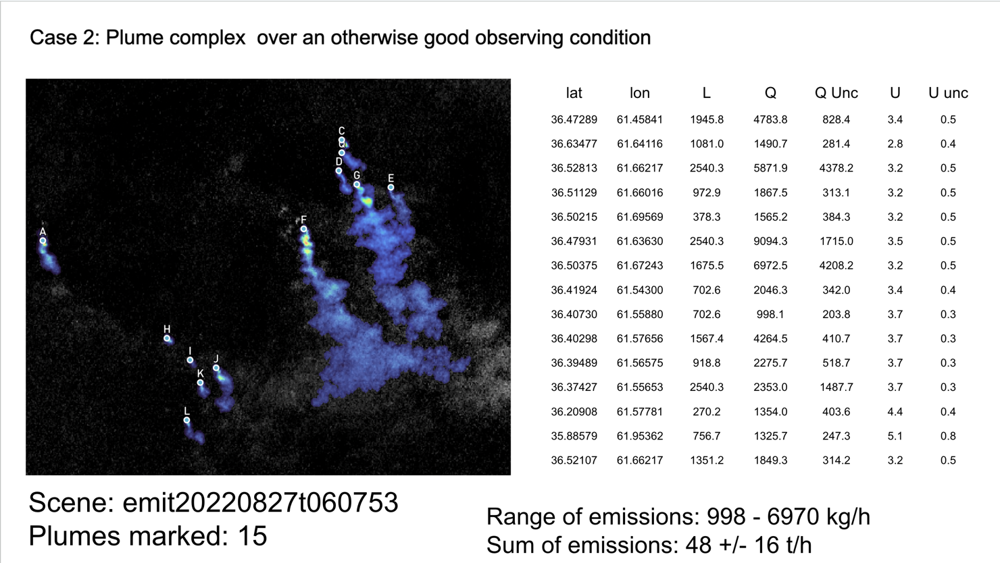 Case 2: Plume complex over an otherwise good observing condition
lat lon L Q Q Unc U U unc
36.47289 61.45841 1945.8 4783.8 828.4 3.4 0.5
36.63477 61.64116 1081.0 1490.7 281.4 2.8 0.4
36.52813 61.66217 2540.3 5871.9 4378.2 3.2 0.5
36.51129 61.66016 972.9 1867.5 313.1 3.2 0.5
36.50215 61.69569 378.3 1565.2 384.3 3.2 0.5
36.47931 61.63630 2540.3 9094.3 1715.0 3.5 0.5
36.50375 61.67243 1675.5 6972.5 4208.2 3.2 0.5
36.41924 61.54300 702.6 2046.3 342.0 3.4 0.4
36.40730 61.55880 702.6 998.1 203.8 3.7 0.3
36.40298 61.57656 1567.4 4264.5 410.7 3.7 0.3
36.39489 61.56575 918.8 2275.7 518.7 3.7 0.3
36.37427 61.55653 2540.3 2353.0 1487.7 3.7 0.3
36.20908 61.57781 270.2 1354.0 403.6 4.4 0.4
35.88579 61.95362 756.7 1325.7 247.3 5.1 0.8
36.52107 61.66217 1351.2 1849.3 314.2 3.2 0.5
C
D
G
E
F
A
H
I
J
K
L
Scene: emit20220827t060753
Plumes marked: 15
Range of emissions: 998 - 6970 kg/h
Sum of emissions: 48 +/- 16 t/h